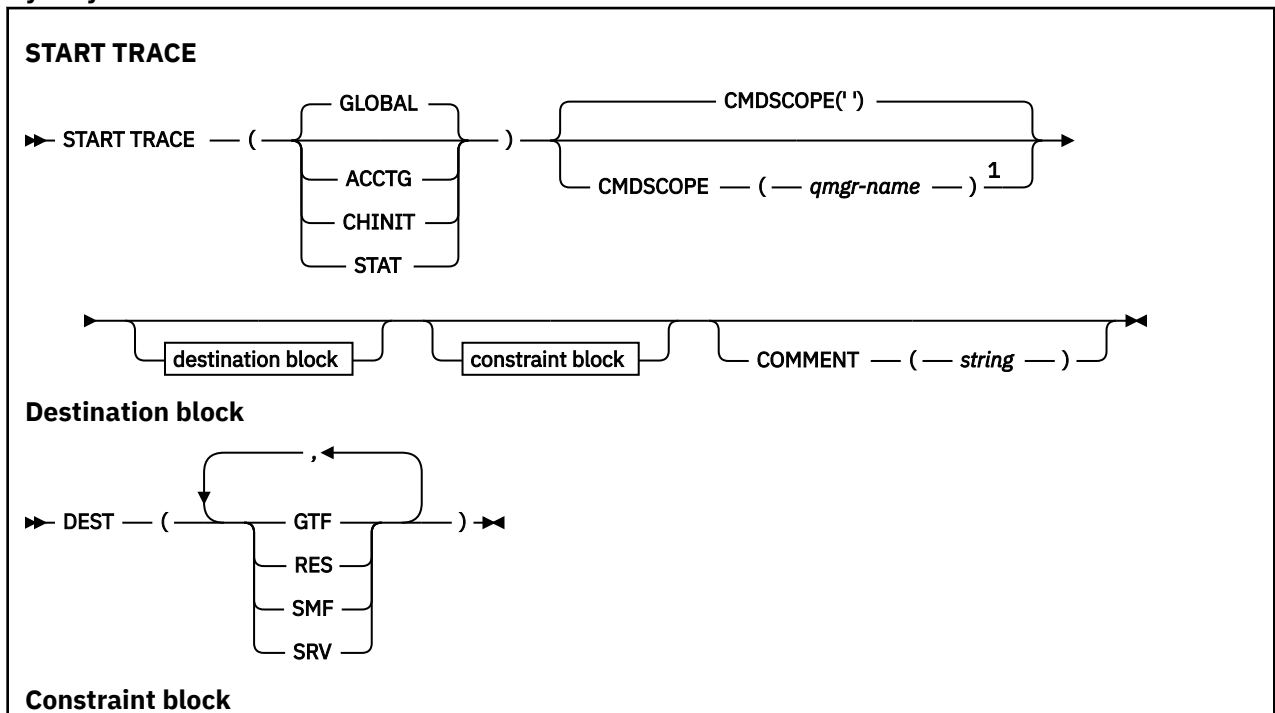 START TRACE
GLOBAL
CMDSCOPE(' ')
START TRACE ( )
ACCTG
1
CMDSCOPE ( qmgr-name )
CHINIT
STAT
destination block constraint block COMMENT ( string )
Destination block
,
DEST ( GTF )
RES
SMF
SRV
Constraint block